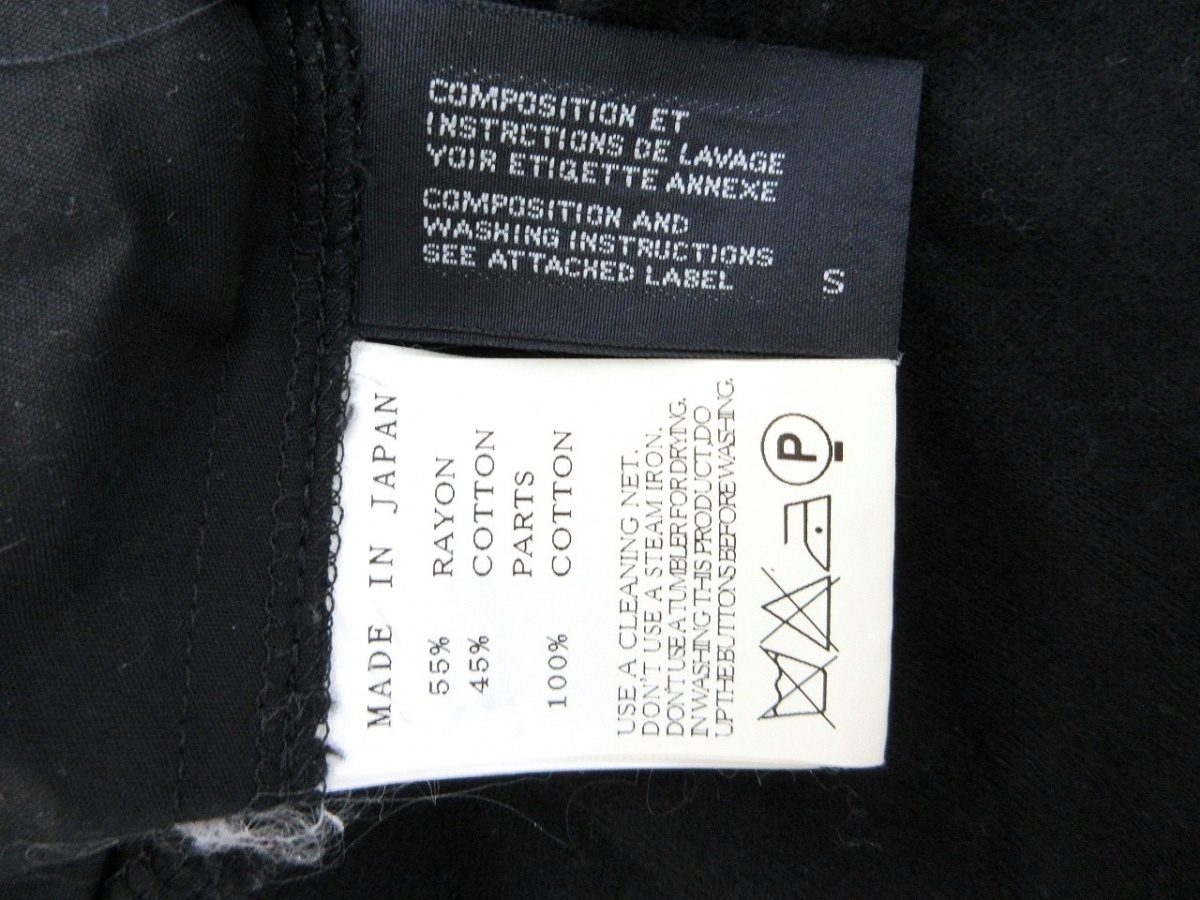 COMPOSITION ET
INSTRCTIONS DE LAVAGE
VOIR ETIQETTE ANNEXE
COMPOSITION AND
WASHING INSTRUCTIONS
SEE ATTACHED LABEL
S
MADE IN JAPAN
55% RAYON
45% COTTON
PARTS
100% COTTON
USE A CLEANING NET.
DON'T USE A STEAM IRON.
DON'T USE A TUMBLER FOR DRYING.
IN WASHING THIS PRODUCT,DO
UP THE BUTTONS BEFORE WASHING.
P